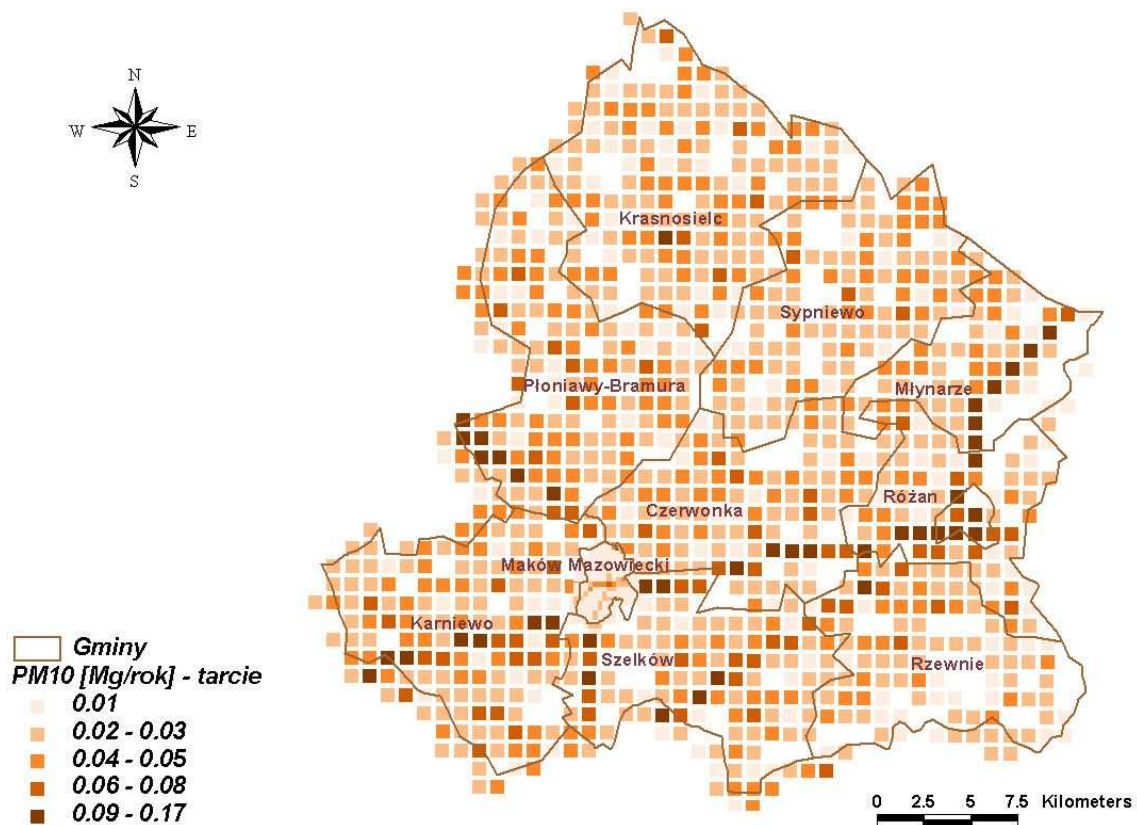 N
W E
S
Krasnosielc
Sypniewo
Płoniawy-Bramura
Młynarze
Różan
Czerwonka
Maków Mazowiecki
Karniewo
Szelków
Rzewnie
Gminy
PM10 [Mg/rok] - tarcie
0.01
0.02 - 0.03
0.04 - 0.05
0.06 - 0.08
0.09 - 0.17
0 2.5 5 7.5 Kilometers